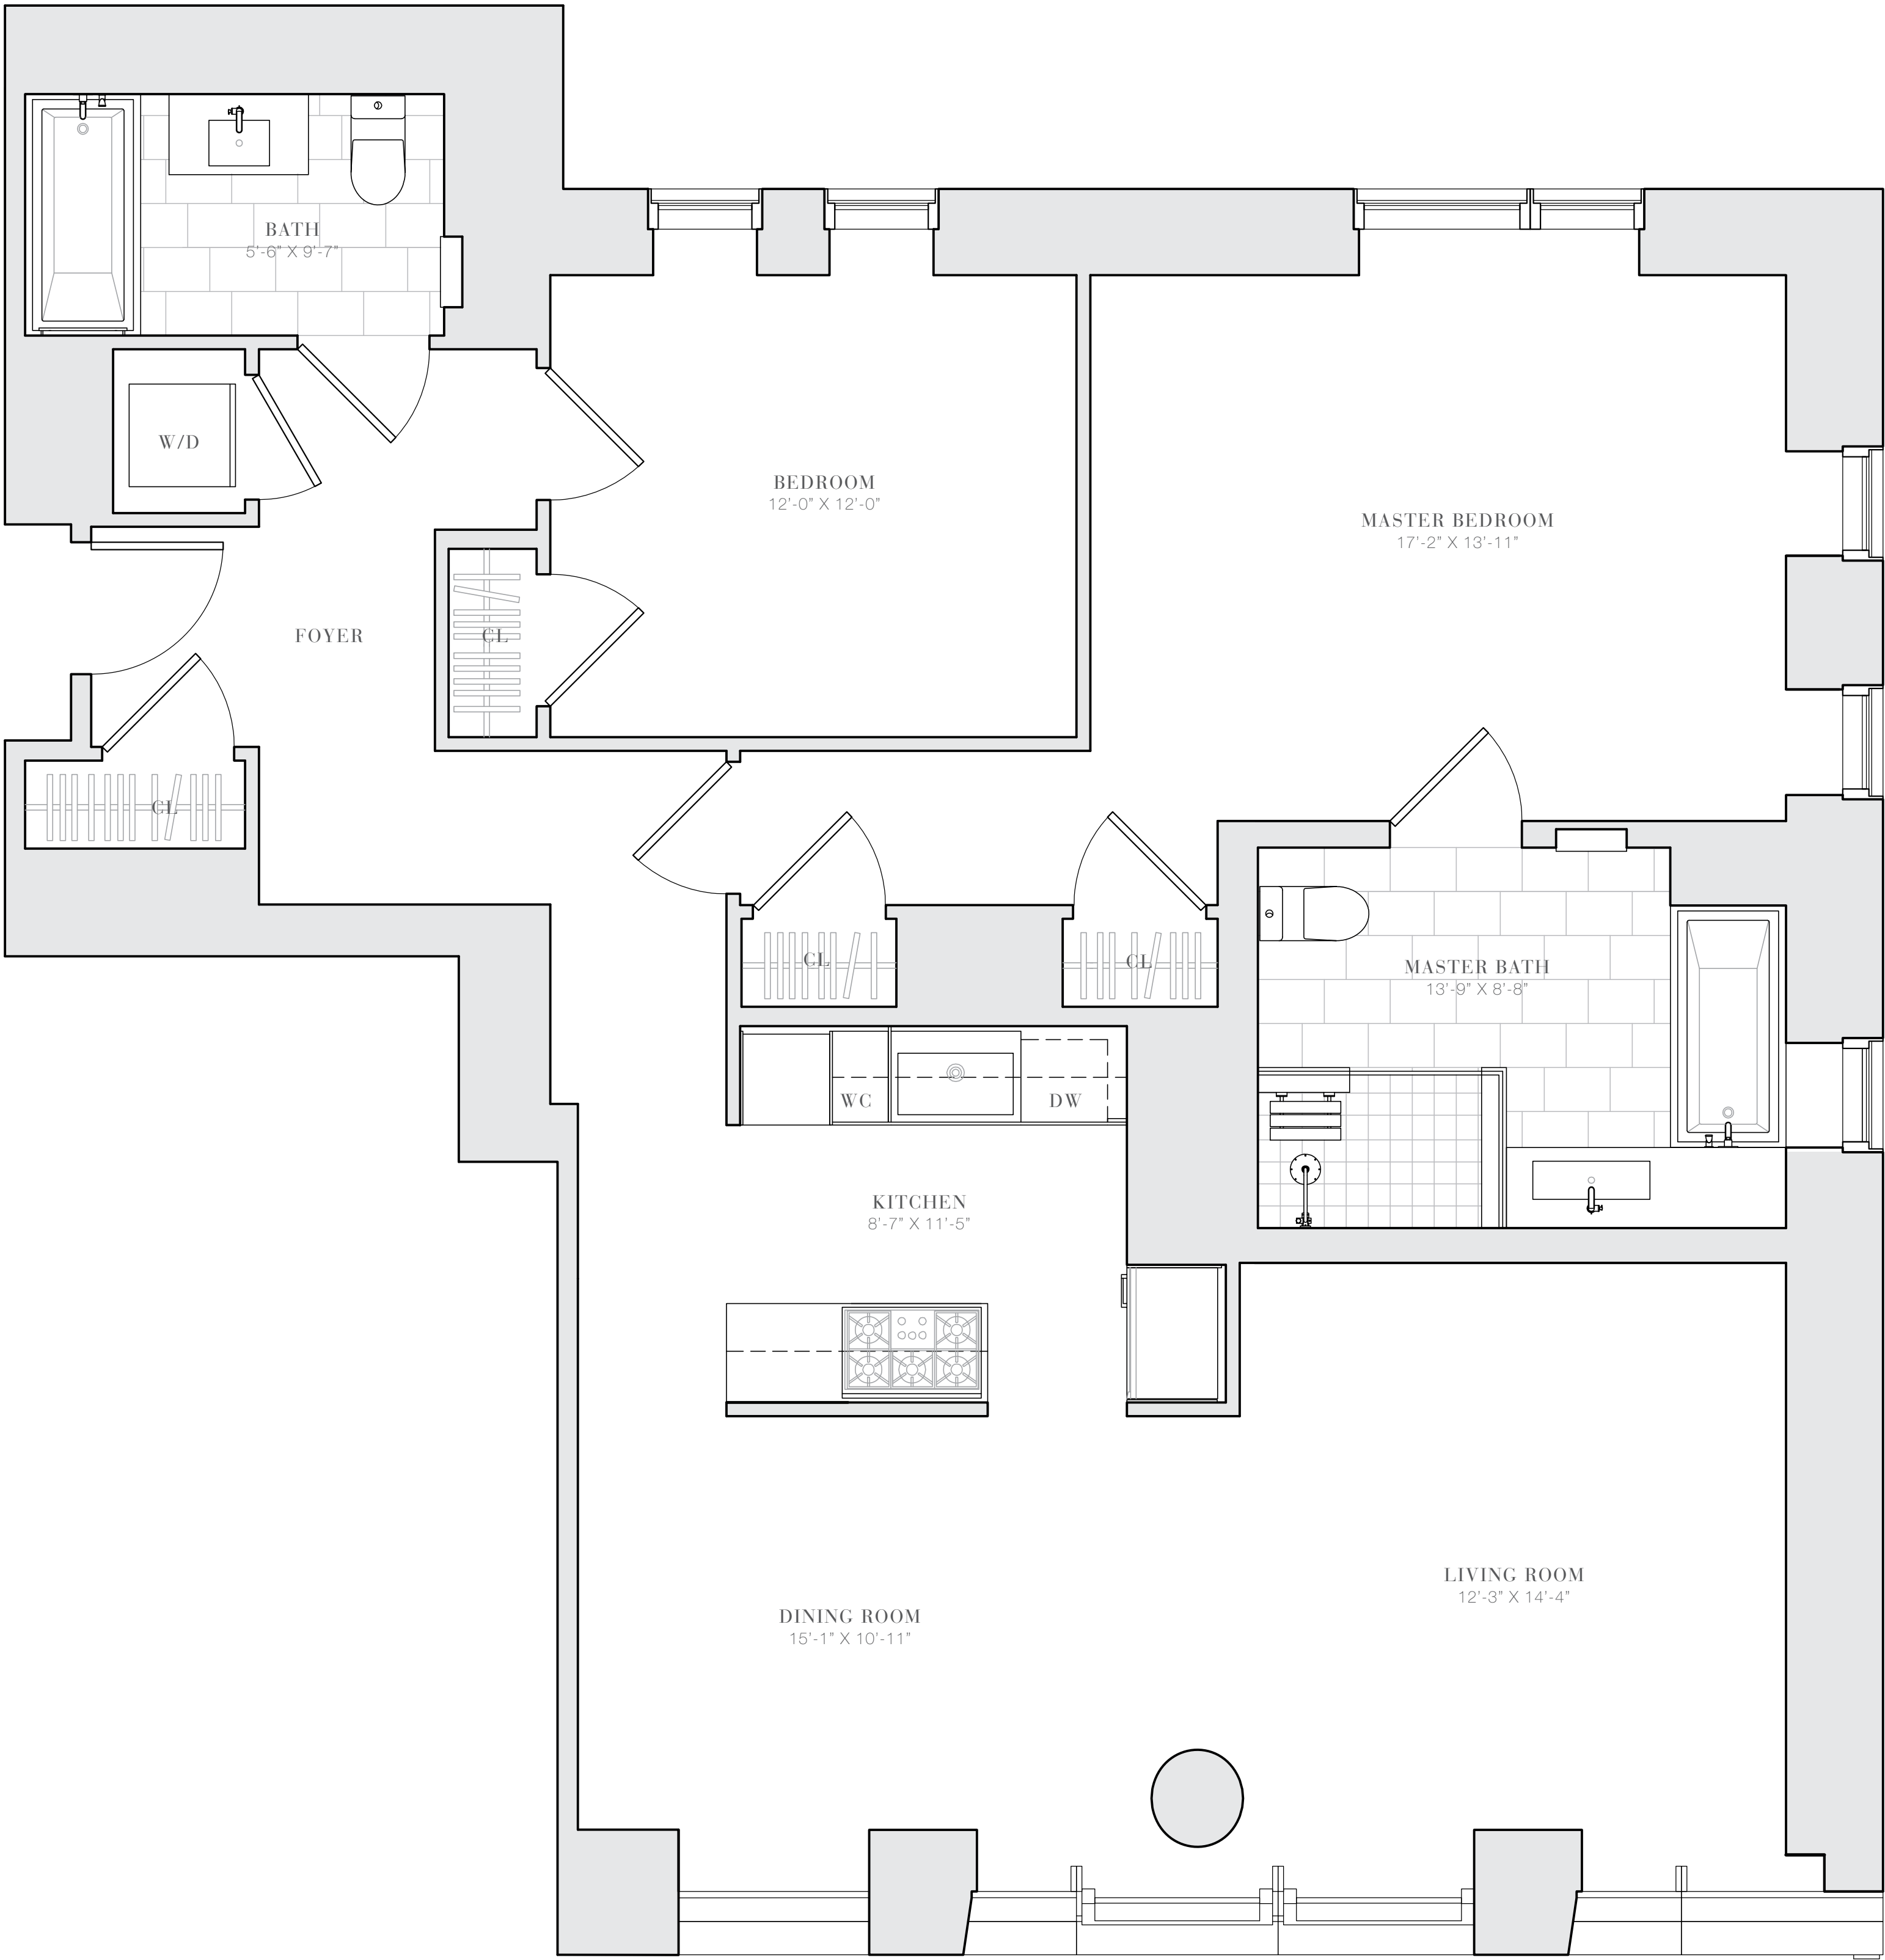 BATH
5'-6" X 9'-7"
W/D
BEDROOM
12'-0" X 12'-0"
MASTER BEDROOM
17'-2" X 13'-11"
FOYER
CL
CL
CL
CL
MASTER BATH
13'-9" X 8'-8"
WC
DW
KITCHEN
8'-7" X 11'-5"
LIVING ROOM
12'-3" X 14'-4"
DINING ROOM
15'-1" X 10'-11"